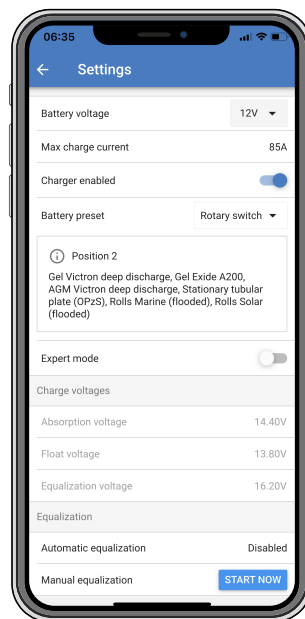 06:35
Settings
Battery voltage 12V
Max charge current 85A
Charger enabled
Battery preset Rotary switch
Position 2
Gel Victron deep discharge, Gel Exide A200,
AGM Victron deep discharge, Stationary tubular
plate (OPzS), Rolls Marine (flooded), Rolls Solar
(flooded)
Expert mode
Charge voltages
Absorption voltage 14.40V
Float voltage 13.80V
Equalization voltage 16.20V
Equalization
Automatic equalization Disabled
Manual equalization START NOW